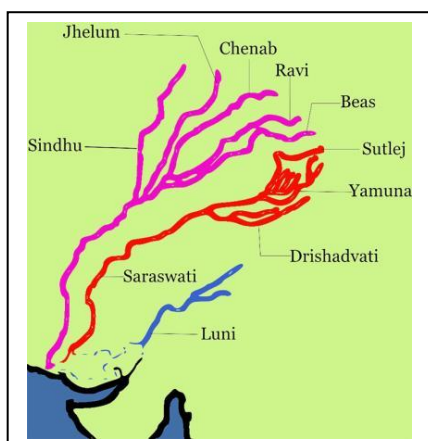 Jhelum
Chenab
Ravi
Beas
Sindhu
Sutlej
Yamuna
Drishadvati
Saraswati
Luni